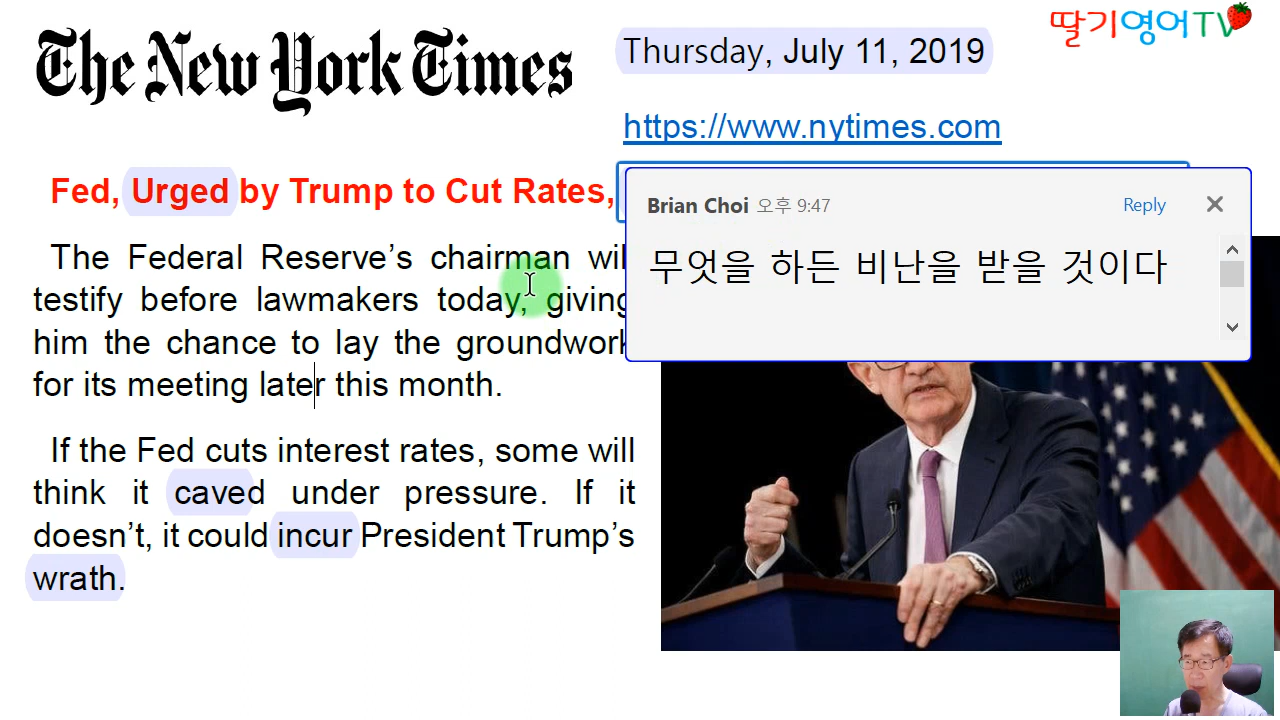 The New York Times
Thursday, July 11, 2019
딸기영어TV
https://www.nytimes.com
Fed, Urged by Trump to Cut Rates,
Brian Choi 오후 9:47
Reply
무엇을 하든 비난을 받을 것이다
The Federal Reserve’s chairman will
testify before lawmakers today, giving
him the chance to lay the groundwork
for its meeting later this month.
If the Fed cuts interest rates, some will
think it caved under pressure. If it
doesn’t, it could incur President Trump’s
wrath.